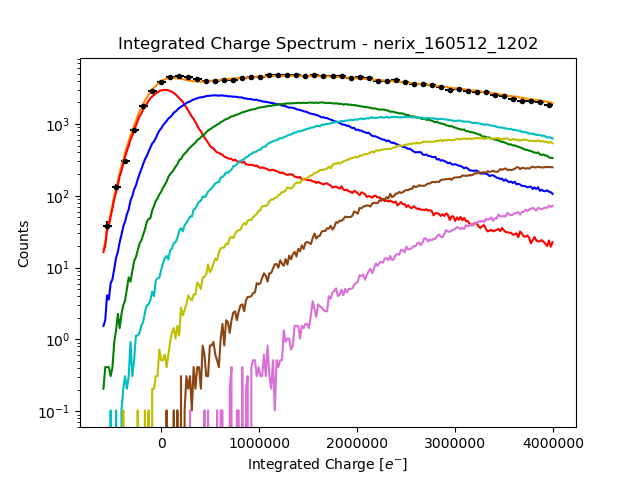 Integrated Charge Spectrum - nerix_160512_1202
Counts
10³
10²
10¹
10⁰
10⁻¹
0 1000000 2000000 3000000 4000000
Integrated Charge [e⁻]